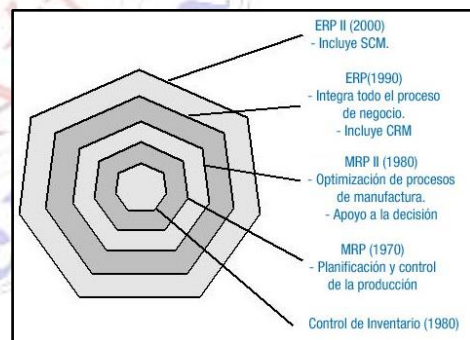 ERP II (2000)
- Incluye SCM.
ERP(1990)
- Integra todo el proceso
de negocio.
- Incluye CRM
MRP II (1980)
- Optimización de procesos
de manufactura.
- Apoyo a la decisión
MRP (1970)
- Planificación y control
de la producción
Control de Inventario (1980)